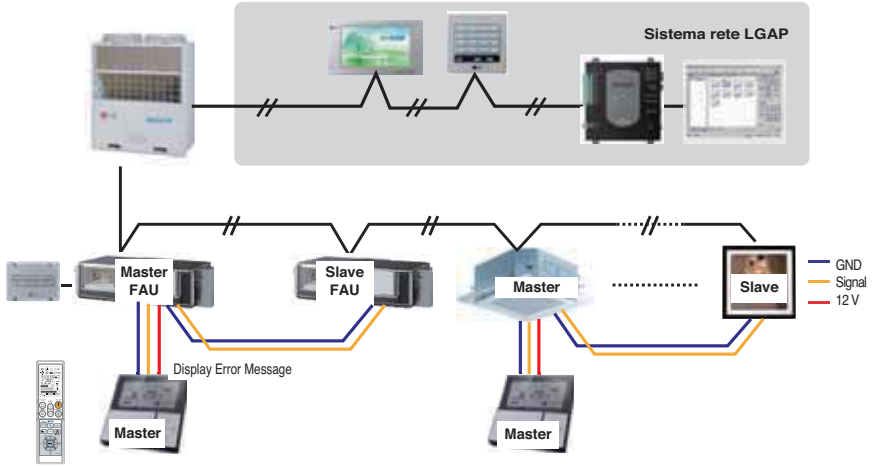 Sistema rete LGAP
Master
FAU
Slave
FAU
Master
Slave
GND
Signal
12 V
Display Error Message
Master
Master